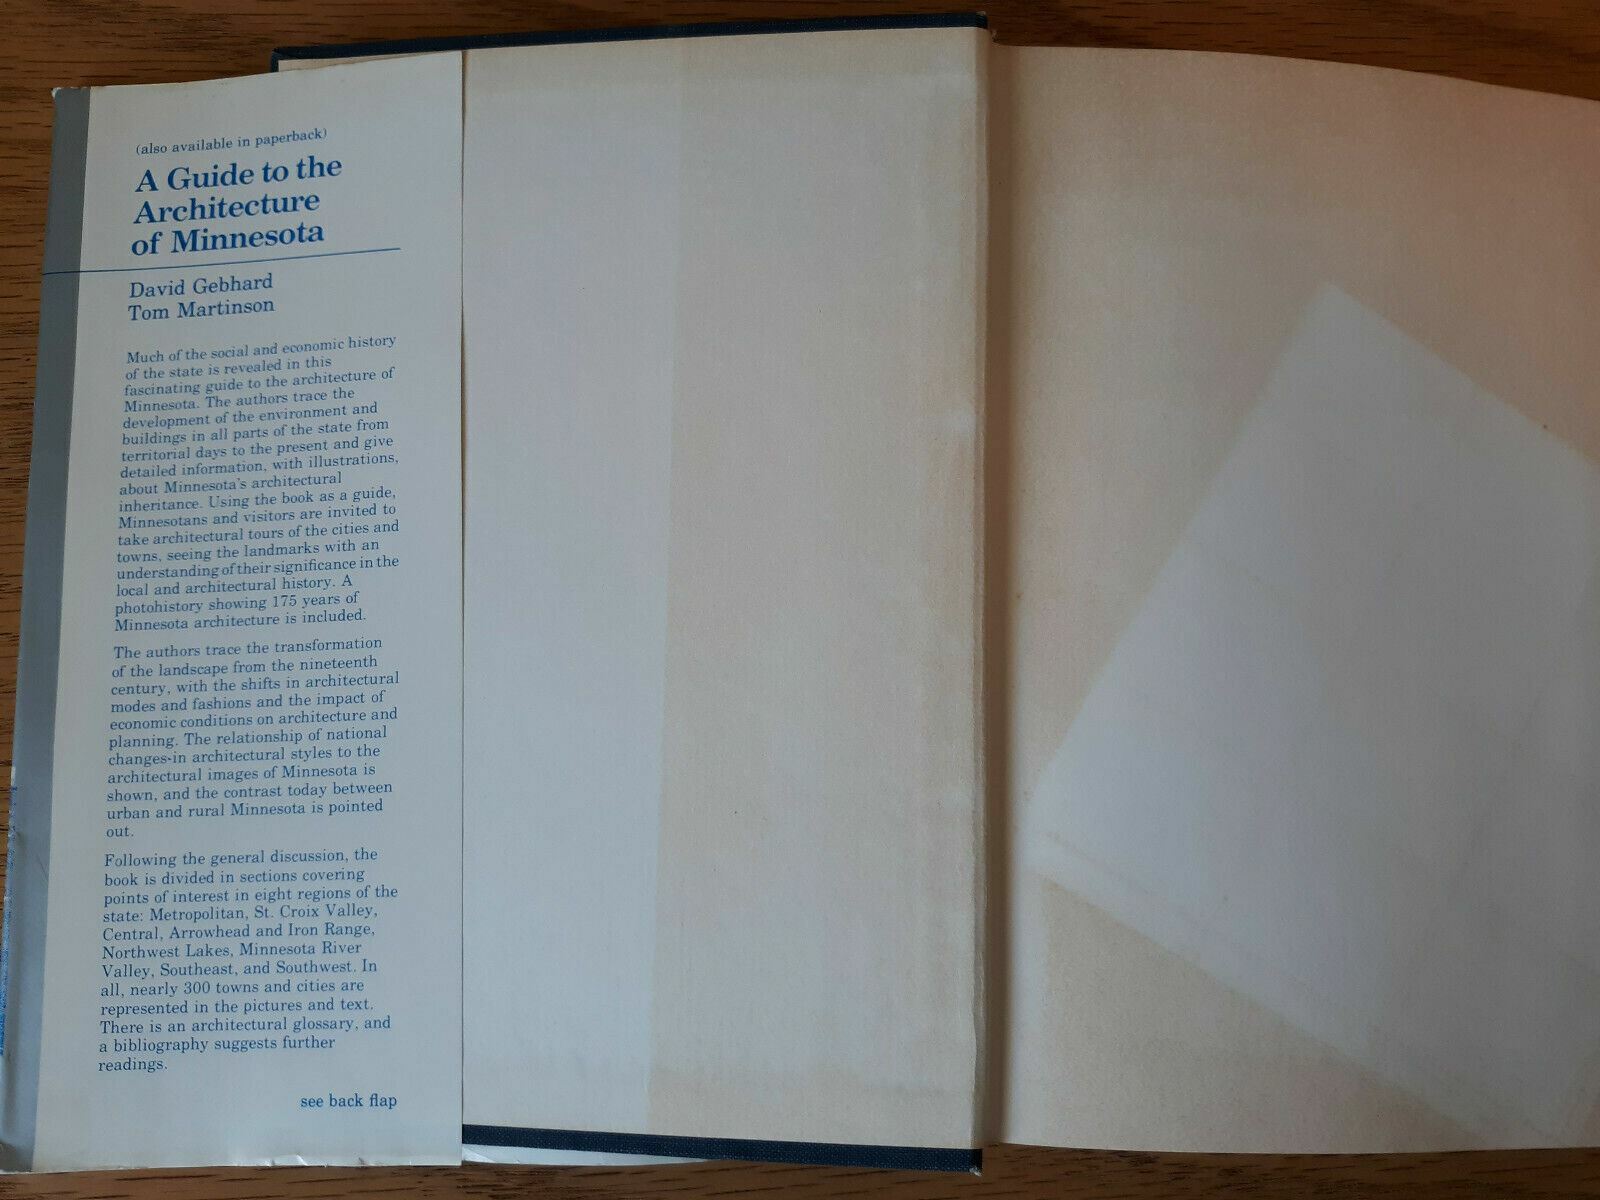 (also available in paperback)
A Guide to the
Architecture
of Minnesota
David Gebhard
Tom Martinson
Much of the social and economic history
of the state is revealed in this
fascinating guide to the architecture of
Minnesota. The authors trace the
development of the environment and
buildings in all parts of the state from
territorial days to the present and give
detailed information, with illustrations,
about Minnesota's architectural
inheritance. Using the book as a guide,
Minnesotans and visitors are invited to
take architectural tours of the cities and
towns, seeing the landmarks with an
understanding of their significance in the
local and architectural history. A
photohistory showing 175 years of
Minnesota architecture is included.
The authors trace the transformation
of the landscape from the nineteenth
century, with the shifts in architectural
modes and fashions and the impact of
economic conditions on architecture and
planning. The relationship of national
changes-in architectural styles to the
architectural images of Minnesota is
shown, and the contrast today between
urban and rural Minnesota is pointed
out.
Following the general discussion, the
book is divided in sections covering
points of interest in eight regions of the
state: Metropolitan, St. Croix Valley,
Central, Arrowhead and Iron Range,
Northwest Lakes, Minnesota River
Valley, Southeast, and Southwest. In
all, nearly 300 towns and cities are
represented in the pictures and text.
There is an architectural glossary, and
a bibliography suggests further
readings.
see back flap